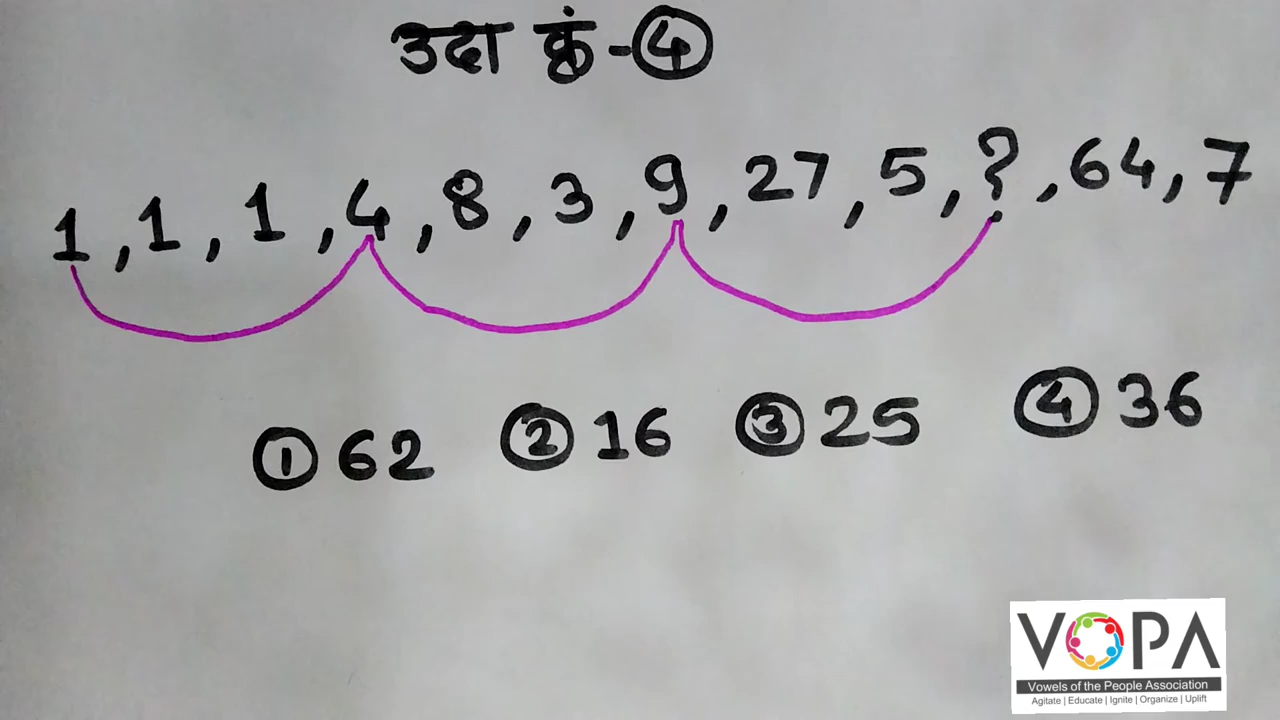 उदा क्रं-④
1, 1, 1, 4, 8, 3, 9, 27, 5, ?, 64, 7
① 62 ② 16 ③ 25 ④ 36
VOPA
Vowels of the People Association
Agitate | Educate | Ignite | Organize | Uplift